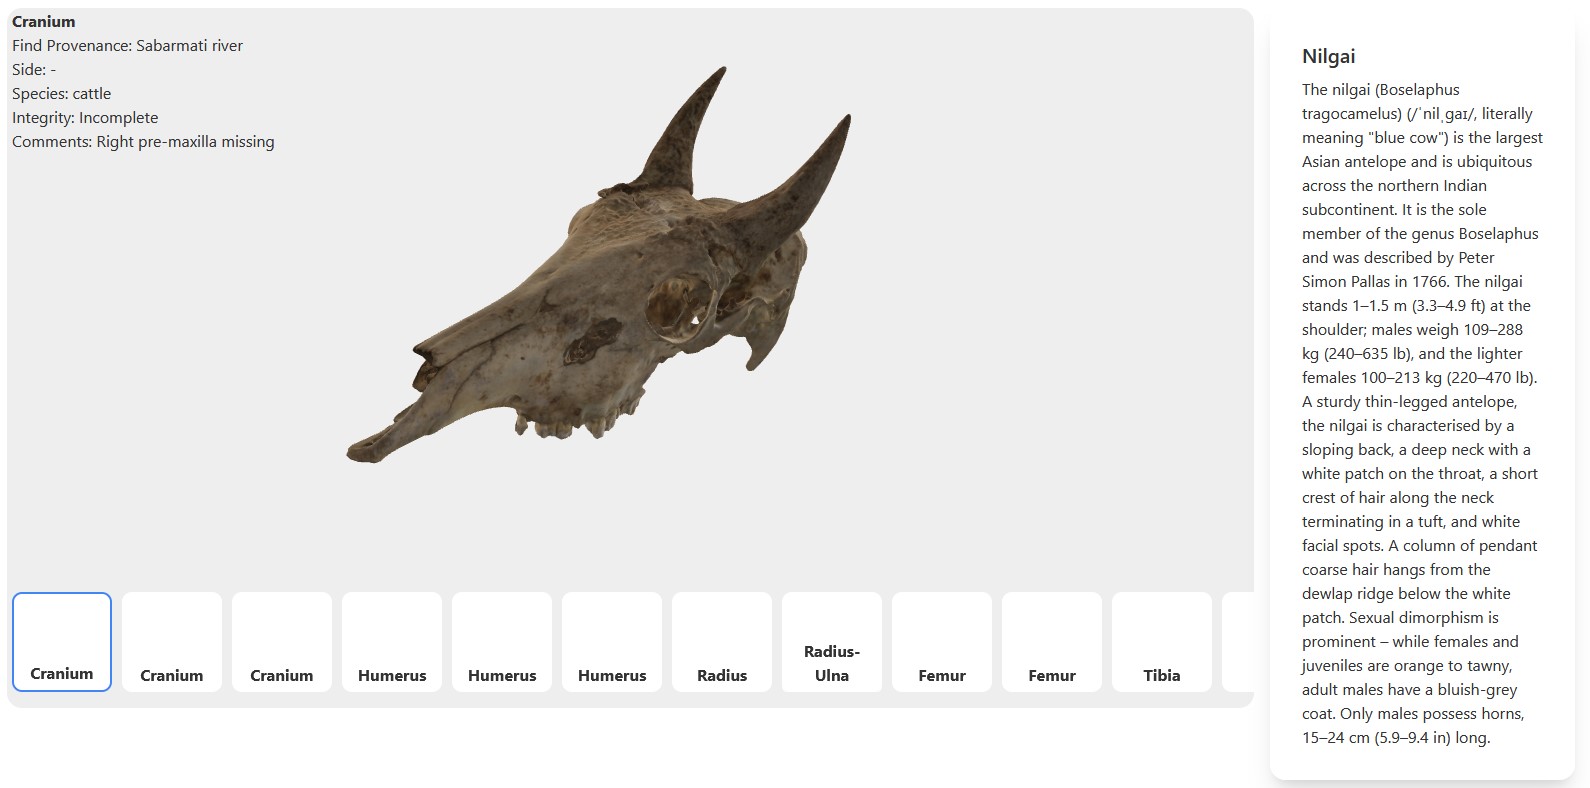 Cranium
Find Provenance: Sabarmati river
Side: -
Species: cattle
Integrity: Incomplete
Comments: Right pre-maxilla missing
Cranium
Cranium
Cranium
Humerus
Humerus
Humerus
Radius
Radius-
Ulna
Femur
Femur
Tibia
Nilgai
The nilgai (Boselaphus
tragocamelus) (/ˈnilˌɡaɪ/, literally
meaning "blue cow") is the largest
Asian antelope and is ubiquitous
across the northern Indian
subcontinent. It is the sole
member of the genus Boselaphus
and was described by Peter
Simon Pallas in 1766. The nilgai
stands 1–1.5 m (3.3–4.9 ft) at the
shoulder; males weigh 109–288
kg (240–635 lb), and the lighter
females 100–213 kg (220–470 lb).
A sturdy thin-legged antelope,
the nilgai is characterised by a
sloping back, a deep neck with a
white patch on the throat, a short
crest of hair along the neck
terminating in a tuft, and white
facial spots. A column of pendant
coarse hair hangs from the
dewlap ridge below the white
patch. Sexual dimorphism is
prominent – while females and
juveniles are orange to tawny,
adult males have a bluish-grey
coat. Only males possess horns,
15–24 cm (5.9–9.4 in) long.